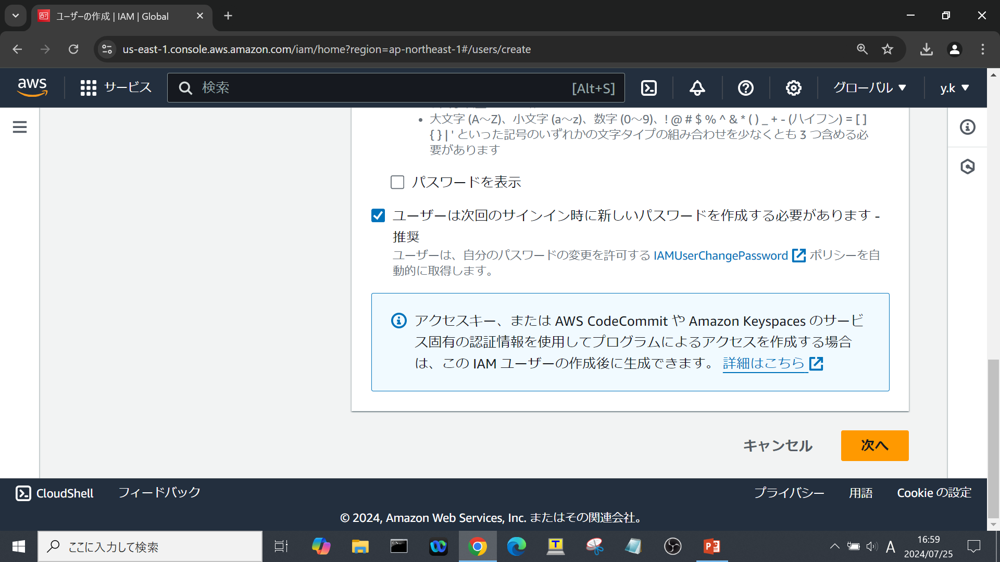 ユーザーの作成 | IAM | Global
us-east-1.console.aws.amazon.com/iam/home?region=ap-northeast-1#/users/create
aws
サービス
検索
[Alt+S]
グローバル
y.k
• 大文字 (A～Z)、小文字 (a～z)、数字 (0～9)、! @ # $ % ^ & * ( ) _ + - (ハイフン) = [ ]
{ } | ' といった記号のいずれかの文字タイプの組み合わせを少なくとも 3 つ含める必
要があります
パスワードを表示
ユーザーは次回のサインイン時に新しいパスワードを作成する必要があります -
推奨
ユーザーは、自分のパスワードの変更を許可する IAMUserChangePassword ポリシーを自
動的に取得します。
アクセスキー、または AWS CodeCommit や Amazon Keyspaces のサービ
ス固有の認証情報を使用してプログラムによるアクセスを作成する場合
は、この IAM ユーザーの作成後に生成できます。 詳細はこちら
キャンセル
次へ
CloudShell
フィードバック
プライバシー
用語
Cookie の設定
© 2024, Amazon Web Services, Inc. またはその関連会社。
ここに入力して検索
A
16:59
2024/07/25